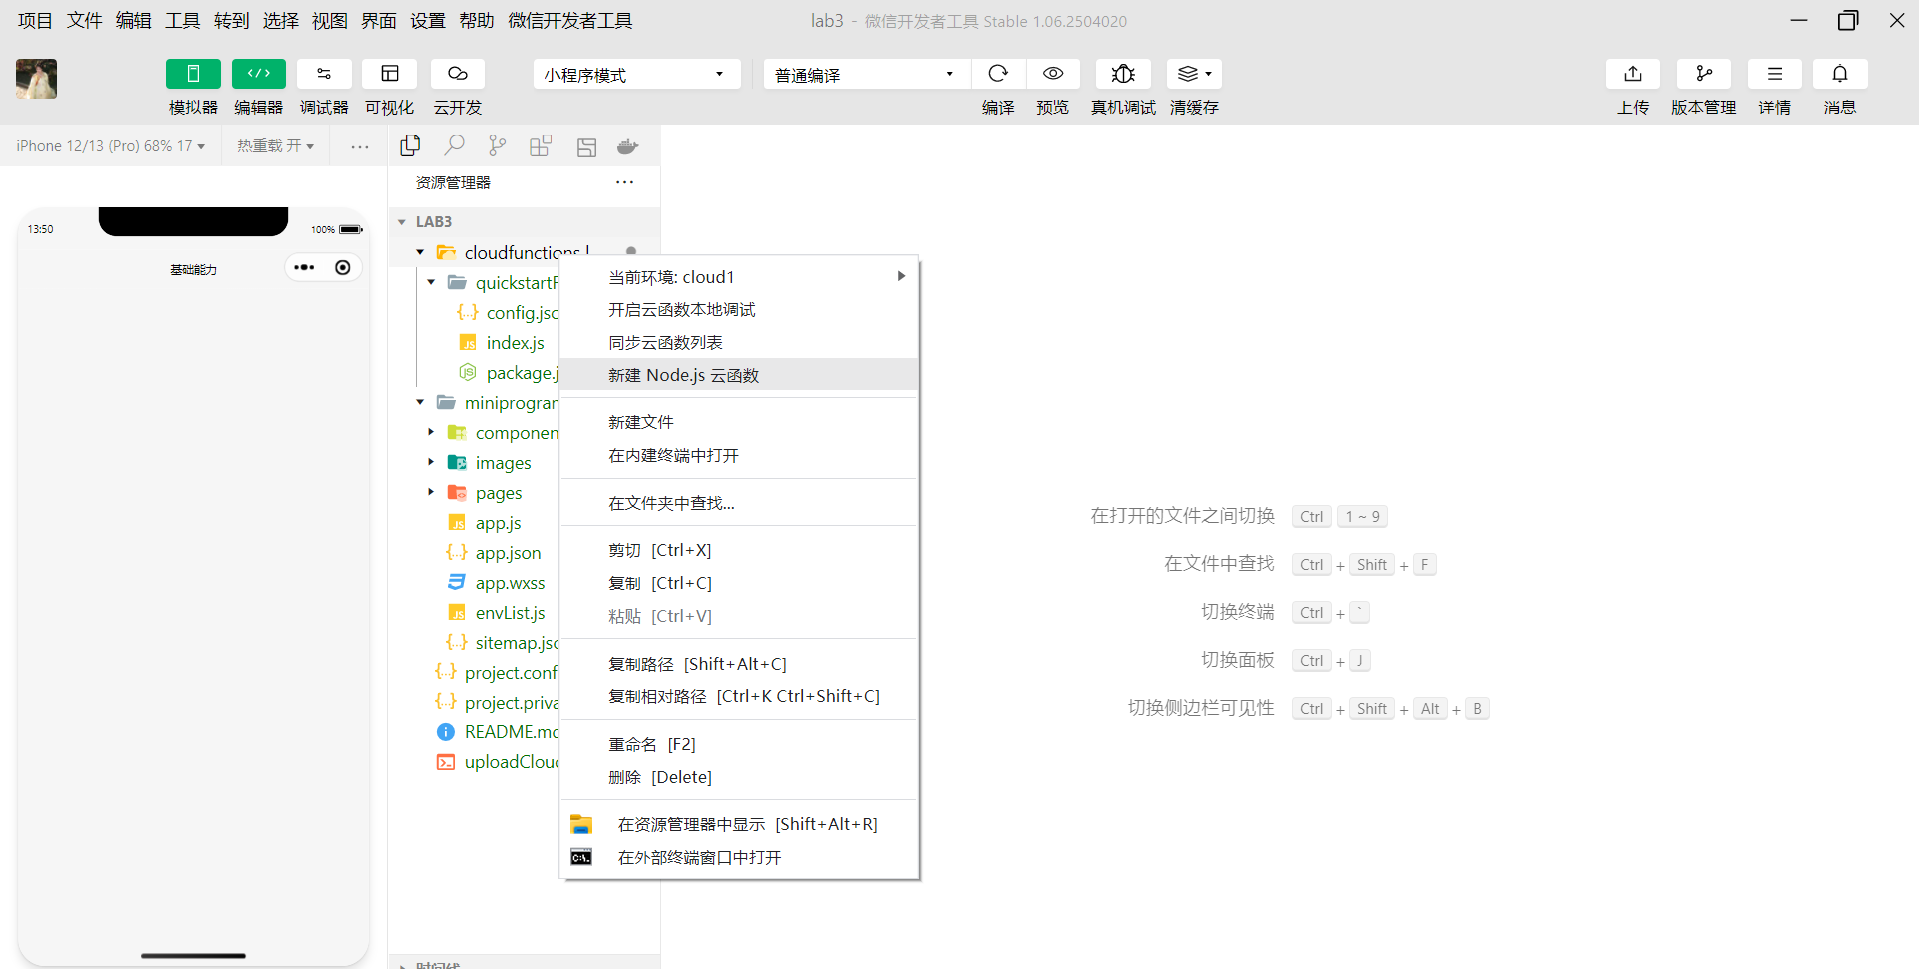 项目 文件 编辑 工具 转到 选择 视图 界面 设置 帮助 微信开发者工具
lab3 - 微信开发者工具 Stable 1.06.2504020
模拟器 编辑器 调试器 可视化 云开发
小程序模式
普通编译
编译 预览 真机调试 清缓存
上传 版本管理 详情 消息
iPhone 12/13 (Pro) 68% 17
热重载 开
13:50
100%
基础能力
资源管理器
LAB3
cloudfunctions |
quickstartF
config.jso
index.js
package.j
miniprogram
componen
images
pages
app.js
app.json
app.wxss
envList.js
sitemap.jso
project.conf
project.priva
README.md
uploadCloud
时间线
当前环境: cloud1
开启云函数本地调试
同步云函数列表
新建 Node.js 云函数
新建文件
在内建终端中打开
在文件夹中查找...
剪切 [Ctrl+X]
复制 [Ctrl+C]
粘贴 [Ctrl+V]
复制路径 [Shift+Alt+C]
复制相对路径 [Ctrl+K Ctrl+Shift+C]
重命名 [F2]
删除 [Delete]
在资源管理器中显示 [Shift+Alt+R]
在外部终端窗口中打开
在打开的文件之间切换 Ctrl 1 ~ 9
在文件中查找 Ctrl + Shift + F
切换终端 Ctrl + `
切换面板 Ctrl + J
切换侧边栏可见性 Ctrl + Shift + Alt + B